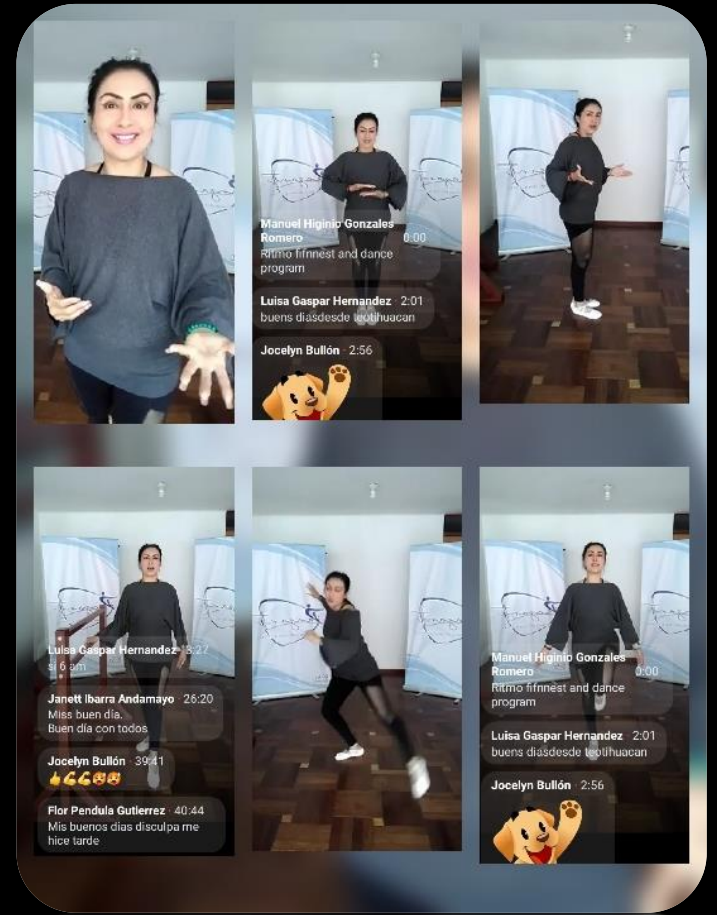 Manuel Higinio Gonzales
Romero 0:00
Ritmo fifnnest and dance
program
Luisa Gaspar Hernandez · 2:01
buens diasdesde teotihuacan
Jocelyn Bullón · 2:56
Luisa Gaspar Hernandez · 13:27
si 6 am
Janett Ibarra Andamayo · 26:20
Miss buen día.
Buen día con todos
Jocelyn Bullón · 39:41
👍💪💪🥵🥵
Flor Pendula Gutierrez · 40:44
Mis buenos dias disculpa me
hice tarde
Manuel Higinio Gonzales
Romero 0:00
Ritmo fifnnest and dance
program
Luisa Gaspar Hernandez · 2:01
buens diasdesde teotihuacan
Jocelyn Bullón · 2:56